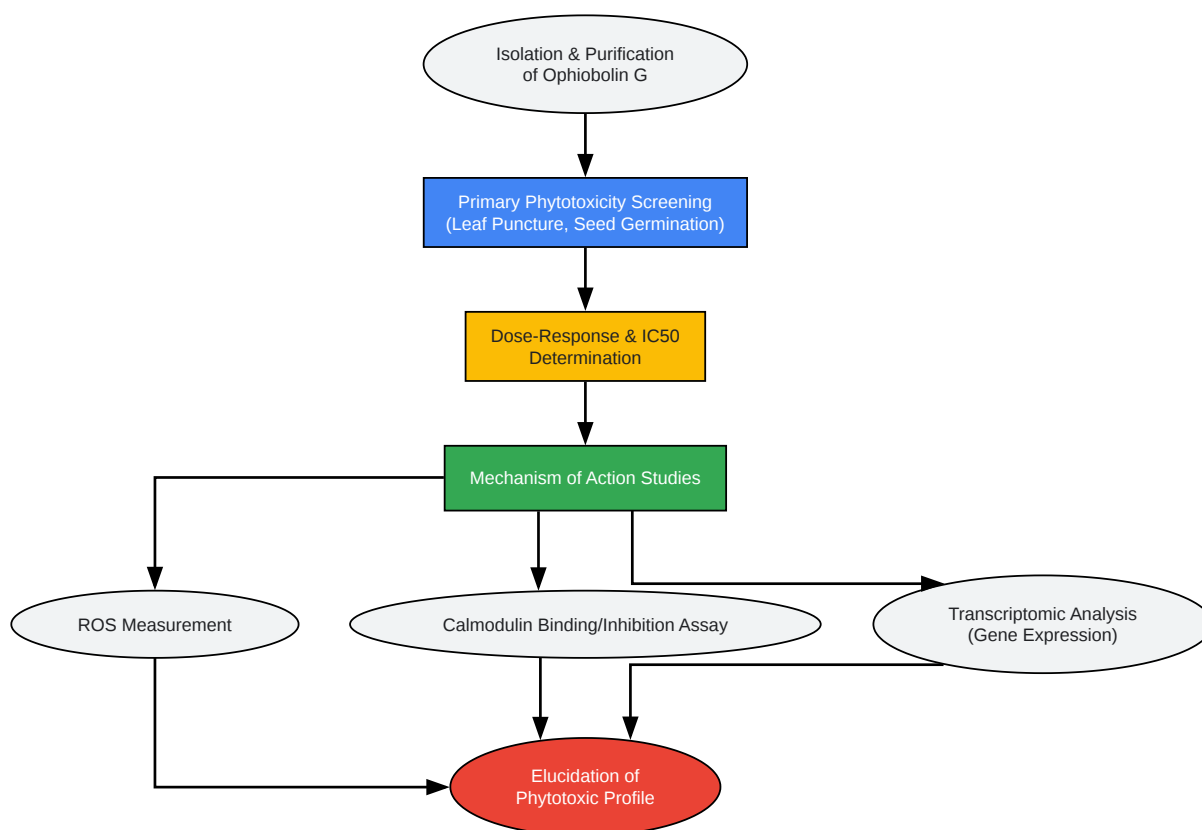 Isolation & Purification
of Ophiobolin G
Primary Phytotoxicity Screening
(Leaf Puncture, Seed Germination)
Dose-Response & IC50
Determination
Mechanism of Action Studies
ROS Measurement
Calmodulin Binding/Inhibition Assay
Transcriptomic Analysis
(Gene Expression)
Elucidation of
Phytotoxic Profile